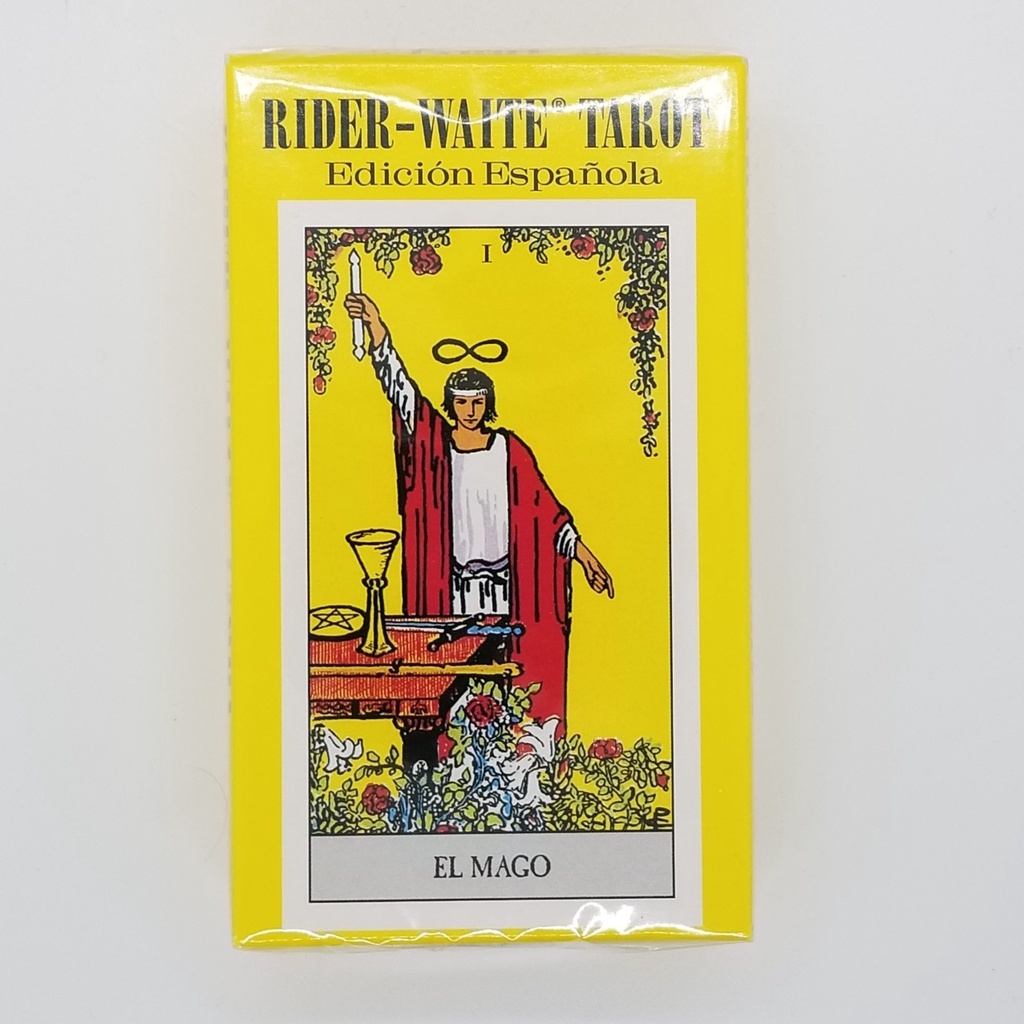 RIDER-WAITE® TAROT
Edición Española
I
EL MAGO